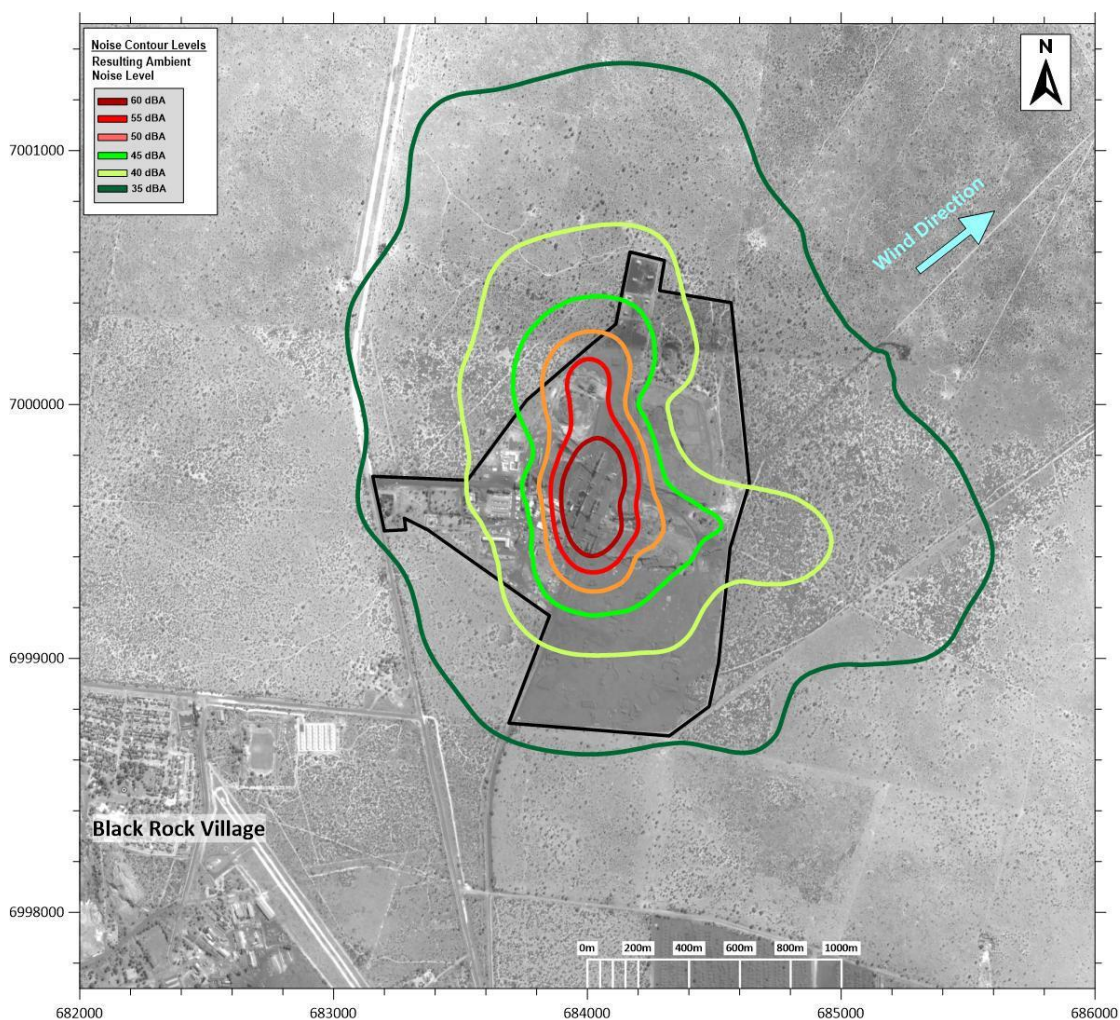 Noise Contour Levels
Resulting Ambient
Noise Level
60 dBA
55 dBA
50 dBA
45 dBA
40 dBA
35 dBA
N
Wind Direction
7001000
7000000
6999000
6998000
Black Rock Village
0m 200m 400m 600m 800m 1000m
682000 683000 684000 685000 686000